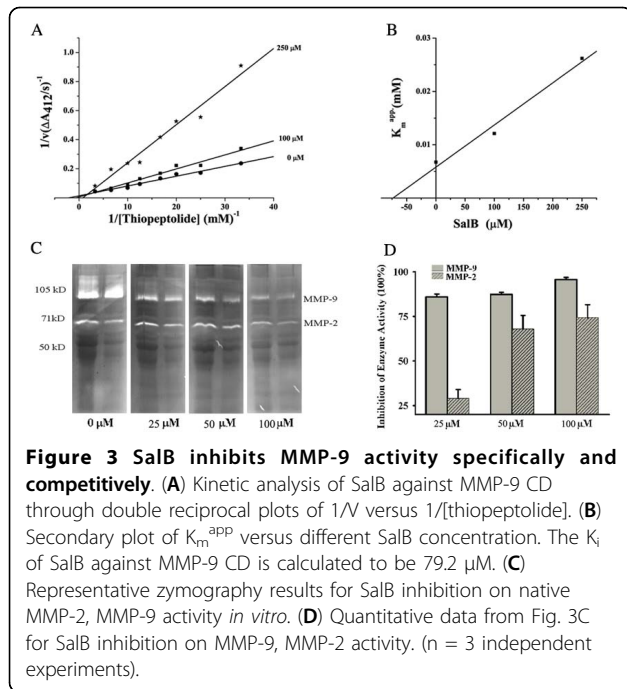 A
250 μM
1.0
0.8
0.6
0.4
0.2
1/v(ΔA₄₁₂/s)⁻¹
100 μM
0 μM
0 10 20 30 40
1/[Thiopeptolide] (mM)⁻¹
B
0.03
0.02
0.01
0.00
Kₘᵃᵖᵖ(mM)
-50 0 50 100 150 200 250
SalB (μM)
C
105 kD
71kD
50 kD
MMP-9
MMP-2
0 μM 25 μM 50 μM 100 μM
D
MMP-9
MMP-2
100
75
50
25
Inhibition of Enzyme Activity (100%)
25 μM 50 μM 100 μM
Figure 3 SalB inhibits MMP-9 activity specifically and
competitively. (A) Kinetic analysis of SalB against MMP-9 CD
through double reciprocal plots of 1/V versus 1/[thiopeptolide]. (B)
Secondary plot of Kₘᵃᵖᵖ versus different SalB concentration. The Kᵢ
of SalB against MMP-9 CD is calculated to be 79.2 μM. (C)
Representative zymography results for SalB inhibition on native
MMP-2, MMP-9 activity in vitro. (D) Quantitative data from Fig. 3C
for SalB inhibition on MMP-9, MMP-2 activity. (n = 3 independent
experiments).